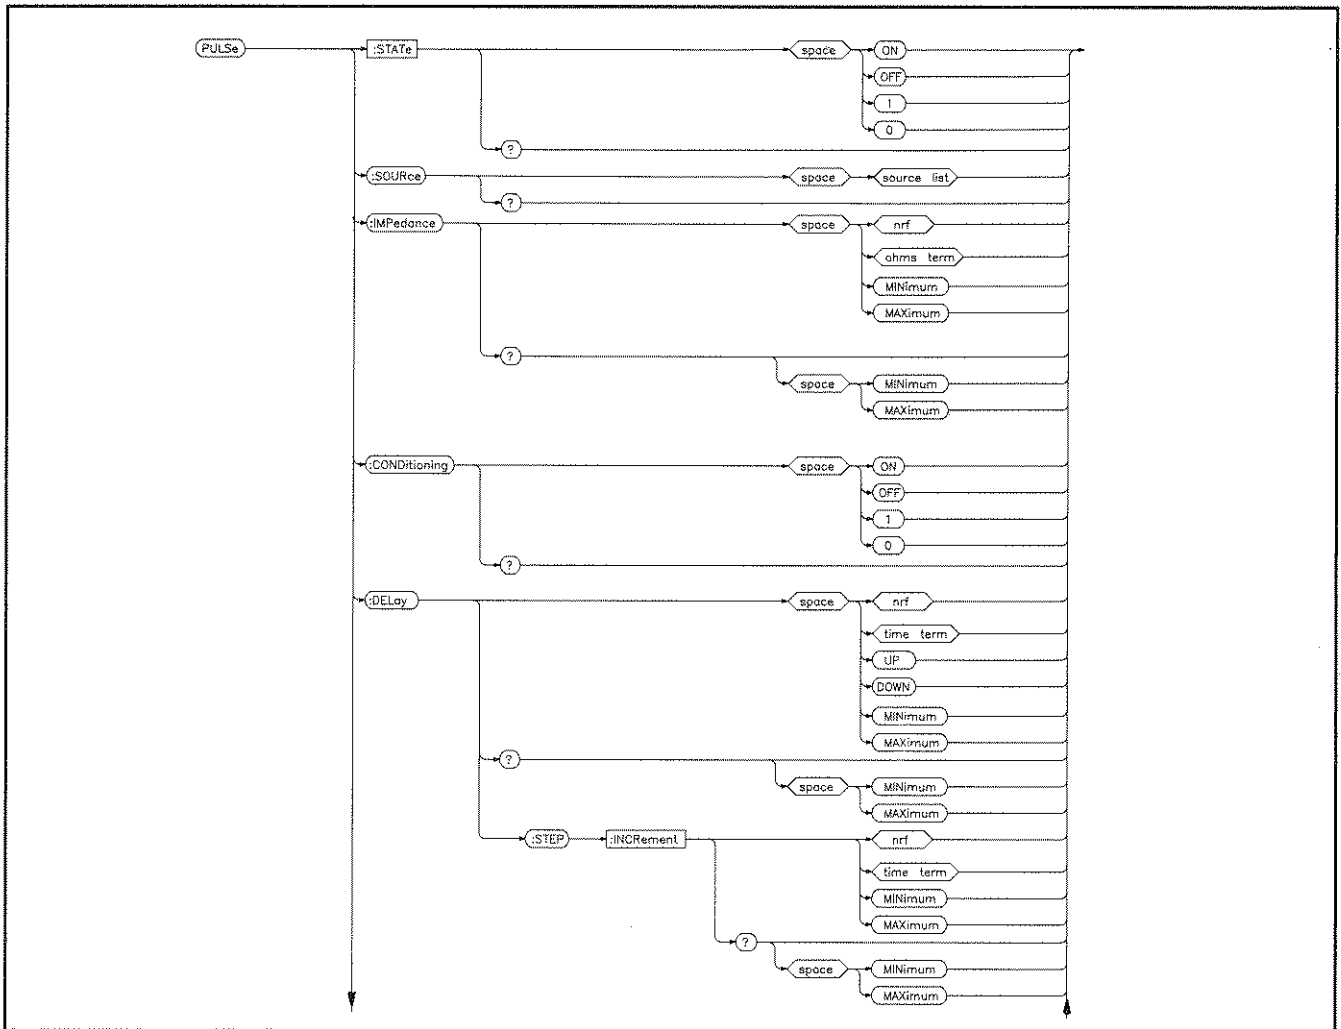 PULSe :STATe space ON
OFF
1
0
?
:SOURce space source list
?
:IMPedance space nrf
ohms term
MINimum
MAXimum
?
space MINimum
MAXimum
:CONDitioning space ON
OFF
1
0
?
:DELay space nrf
time term
UP
DOWN
MINimum
MAXimum
?
space MINimum
MAXimum
:STEP :INCRement nrf
time term
MINimum
MAXimum
?
space MINimum
MAXimum